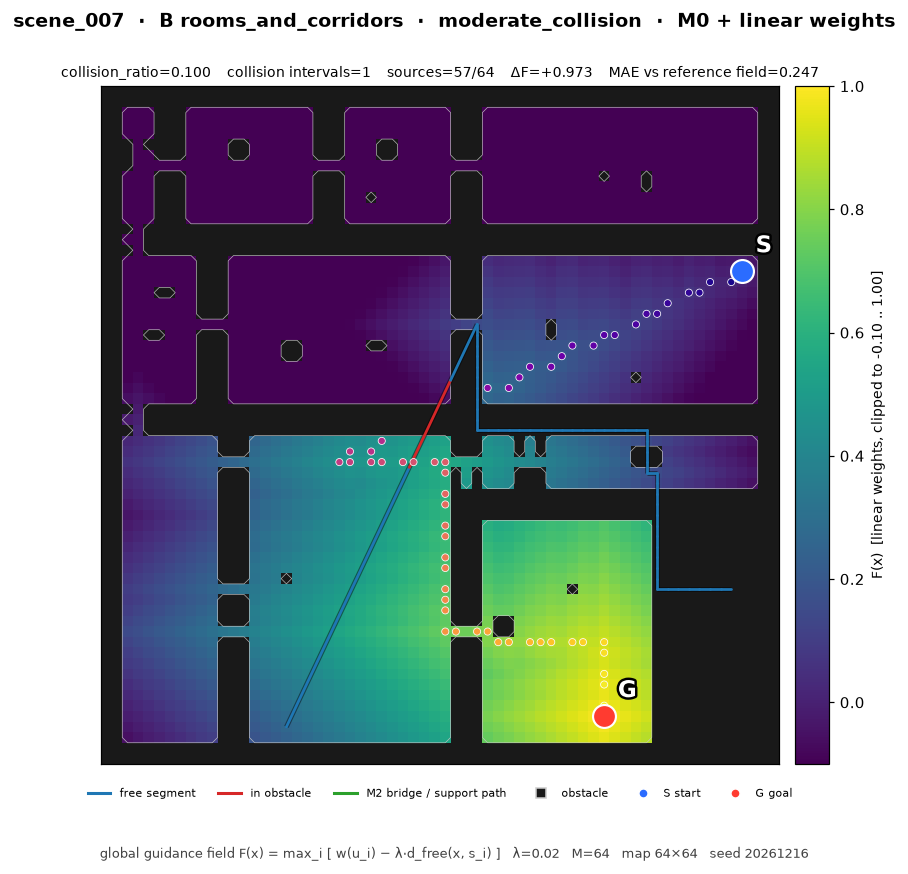 scene_007 · B rooms_and_corridors · moderate_collision · M0 + linear weights
collision_ratio=0.100 collision intervals=1 sources=57/64 ΔF=+0.973 MAE vs reference field=0.247
S
G
1.0
0.8
0.6
0.4
0.2
0.0
F(x) [linear weights, clipped to -0.10 .. 1.00]
free segment
in obstacle
M2 bridge / support path
obstacle
S start
G goal
global guidance field F(x) = max_i [ w(u_i) − λ·d_free(x, s_i) ] λ=0.02 M=64 map 64×64 seed 20261216